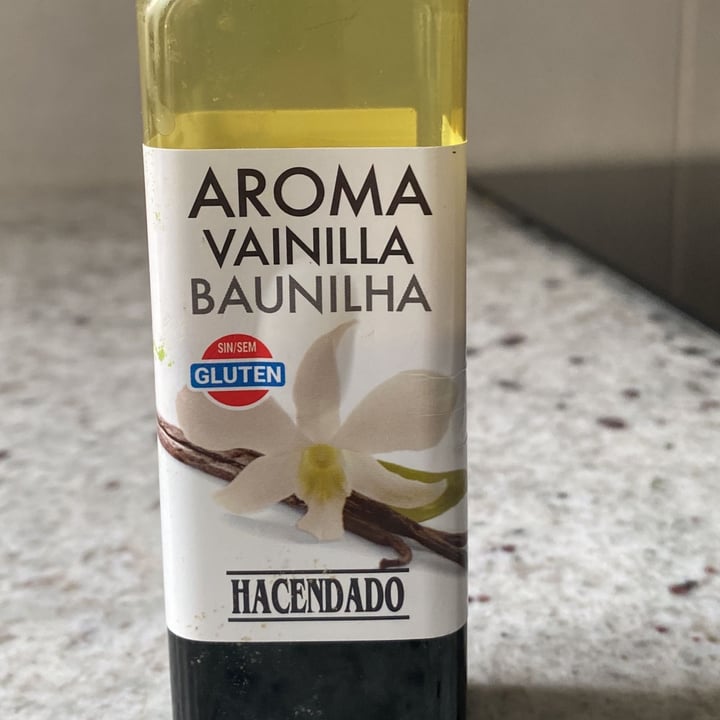 AROMA
VAINILLA
BAUNILHA
SIN/SEM
GLUTEN
HACENDADO